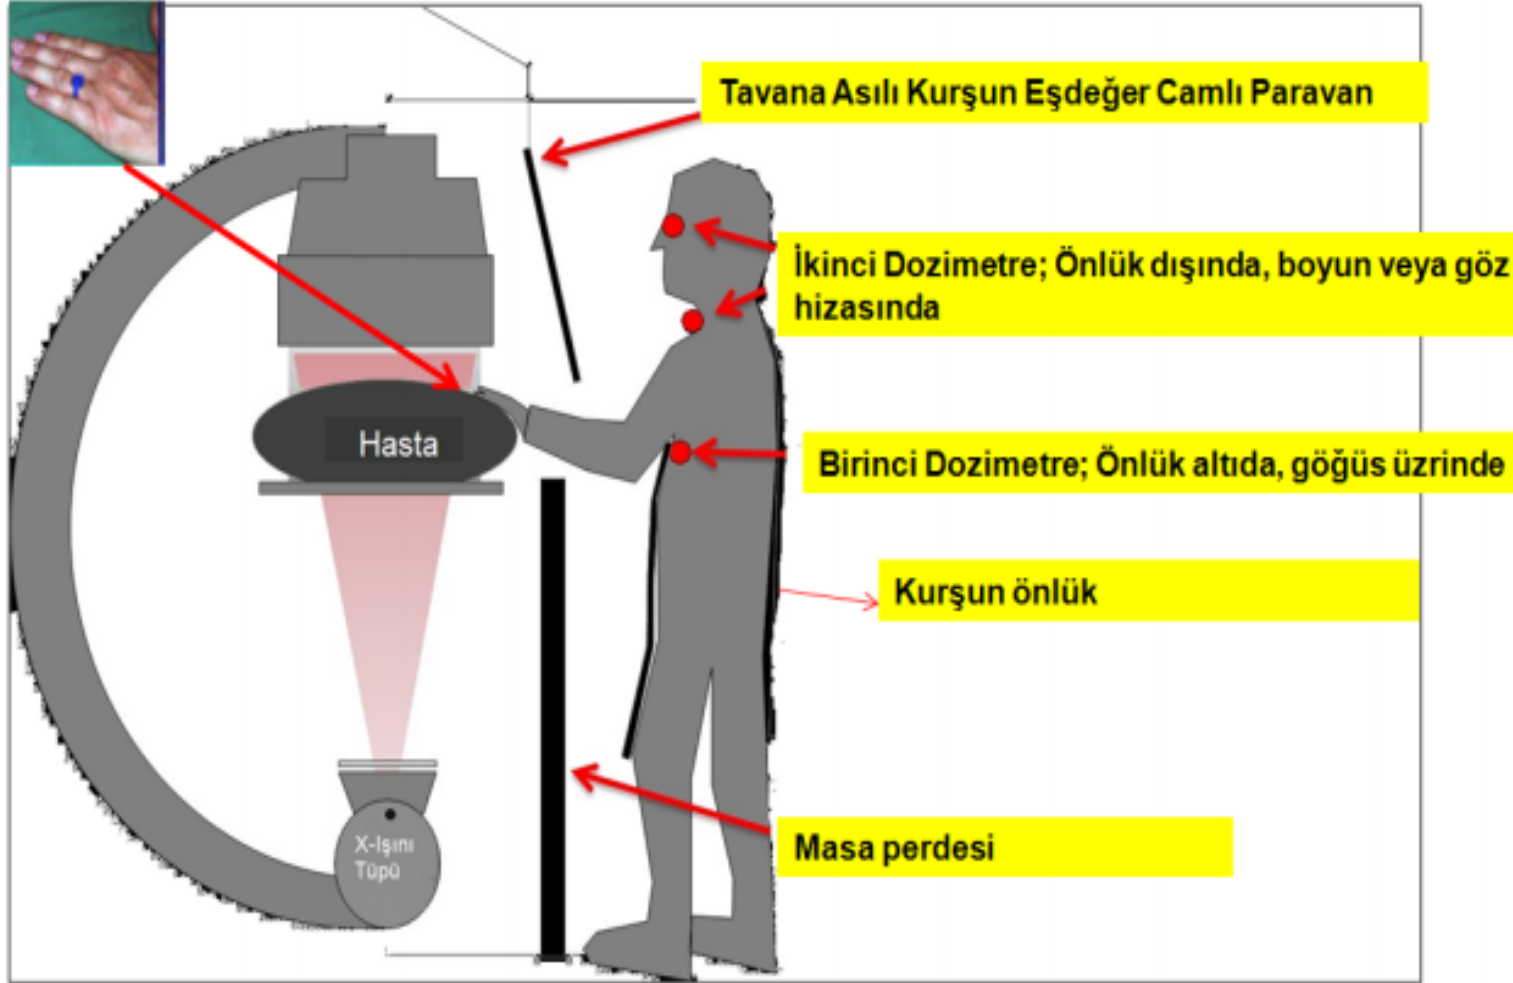 Tavana Asılı Kurşun Eşdeğer Camlı Paravan
İkinci Dozimetre; Önlük dışında, boyun veya göz
hizasında
Hasta
Birinci Dozimetre; Önlük altıda, göğüs üzrinde
Kurşun önlük
Masa perdesi
X-Işını
Tüpü